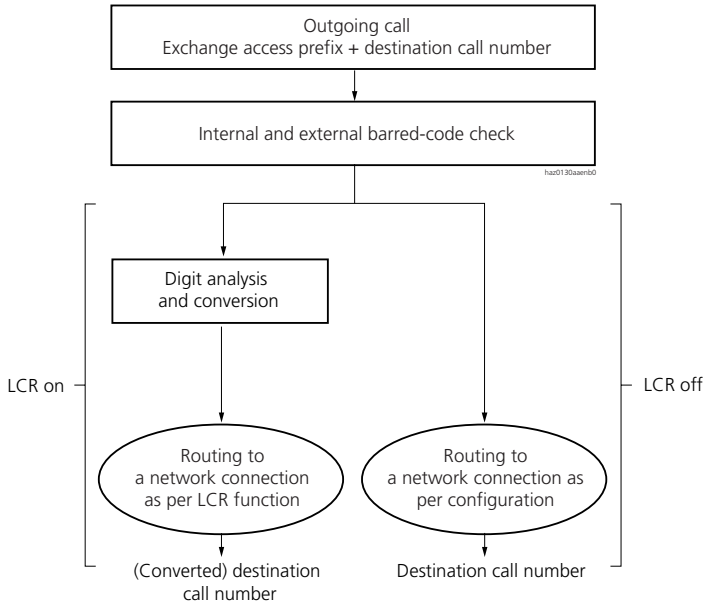 Outgoing call
Exchange access prefix + destination call number
Internal and external barred-code check
haz0130aaenb0
Digit analysis
and conversion
LCR on
LCR off
Routing to
a network connection
as per LCR function
Routing to
a network connection as
per configuration
(Converted) destination
call number
Destination call number